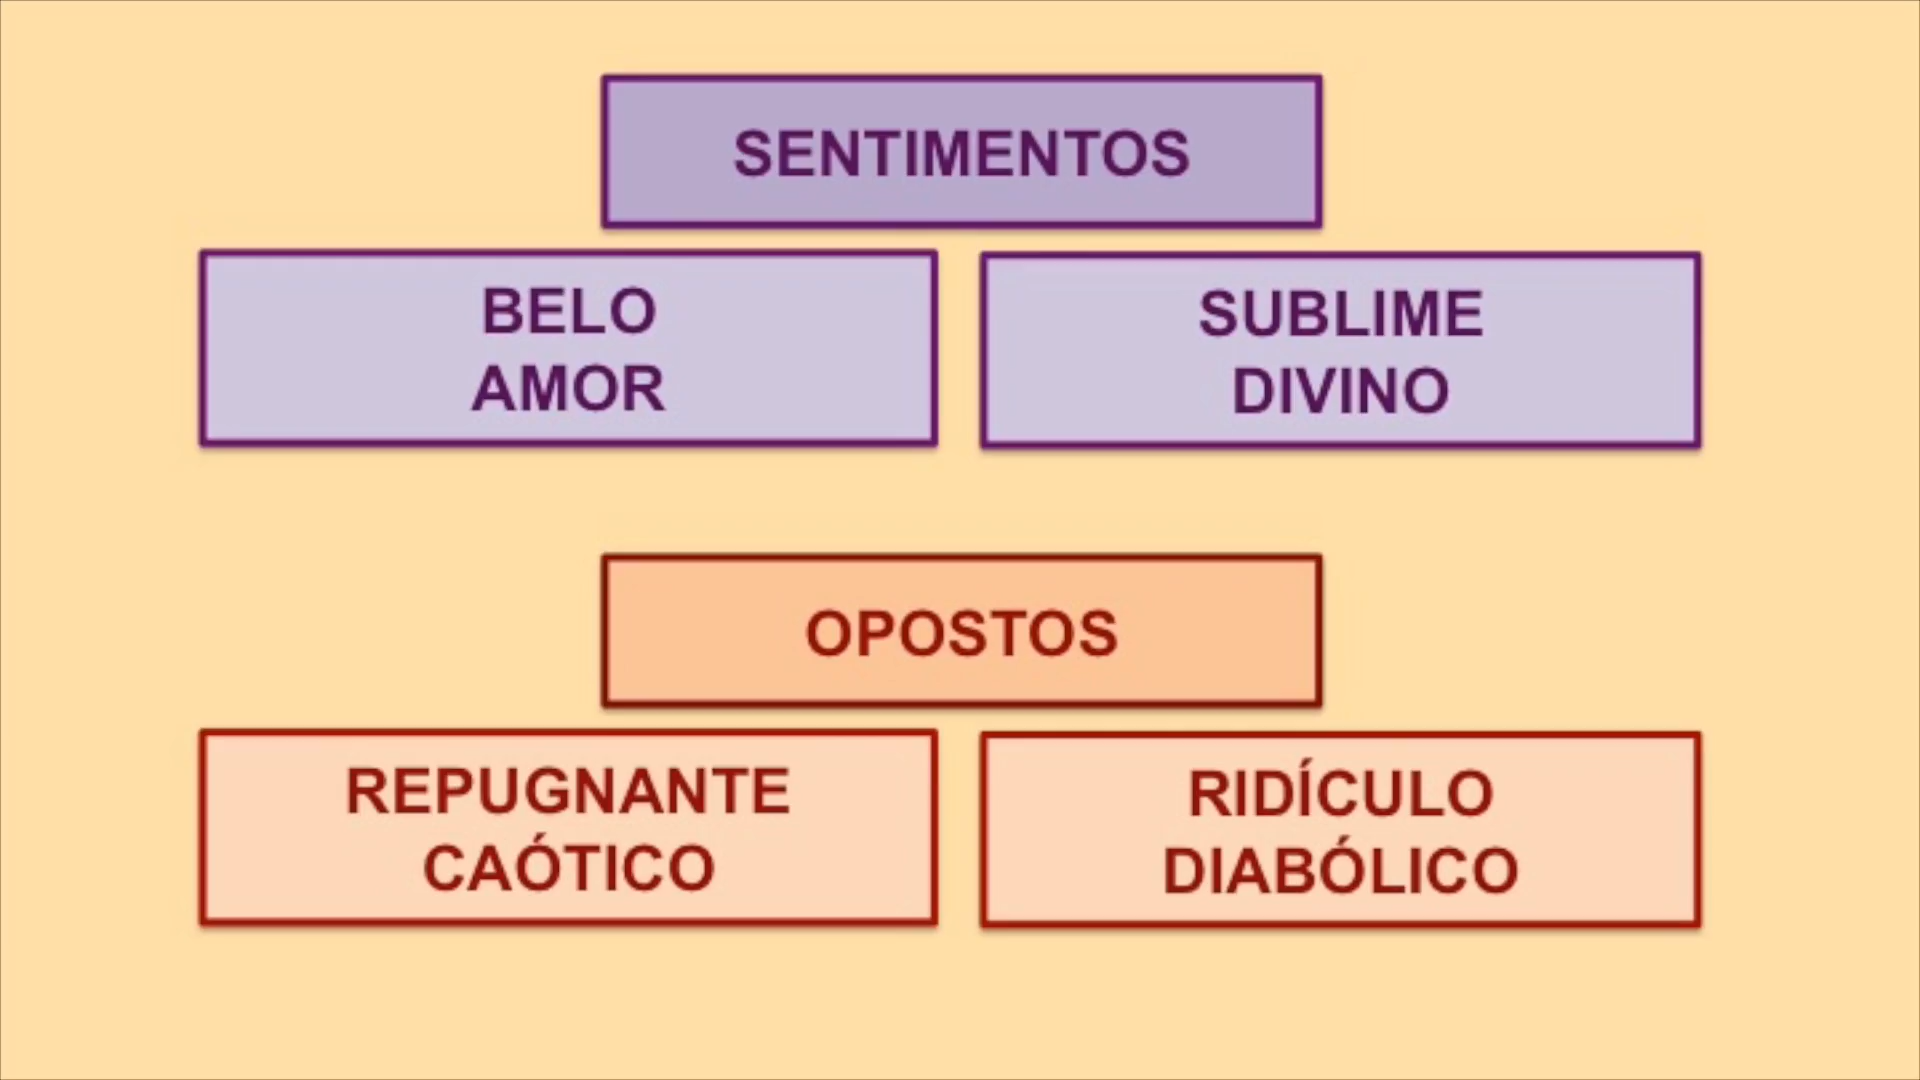 SENTIMENTOS
BELO
AMOR
SUBLIME
DIVINO
OPOSTOS
REPUGNANTE
CAÓTICO
RIDÍCULO
DIABÓLICO